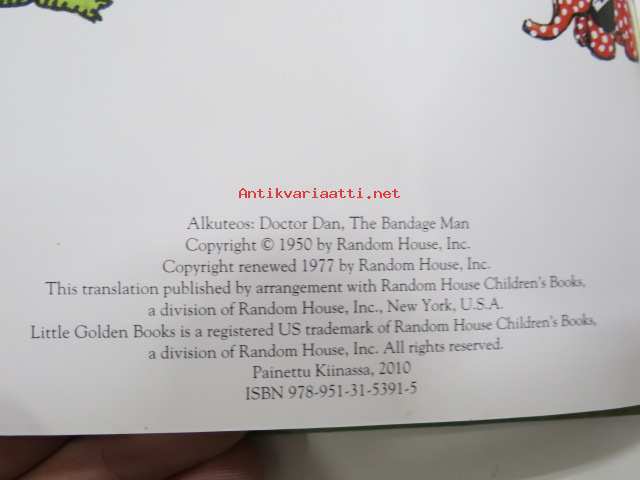 Antikvariaatti.net
Alkuteos: Doctor Dan, The Bandage Man
Copyright © 1950 by Random House, Inc.
Copyright renewed 1977 by Random House, Inc.
This translation published by arrangement with Random House Children's Books,
a division of Random House, Inc., New York, U.S.A.
Little Golden Books is a registered US trademark of Random House Children's Books,
a division of Random House, Inc. All rights reserved.
Painettu Kiinassa, 2010
ISBN 978-951-31-5391-5